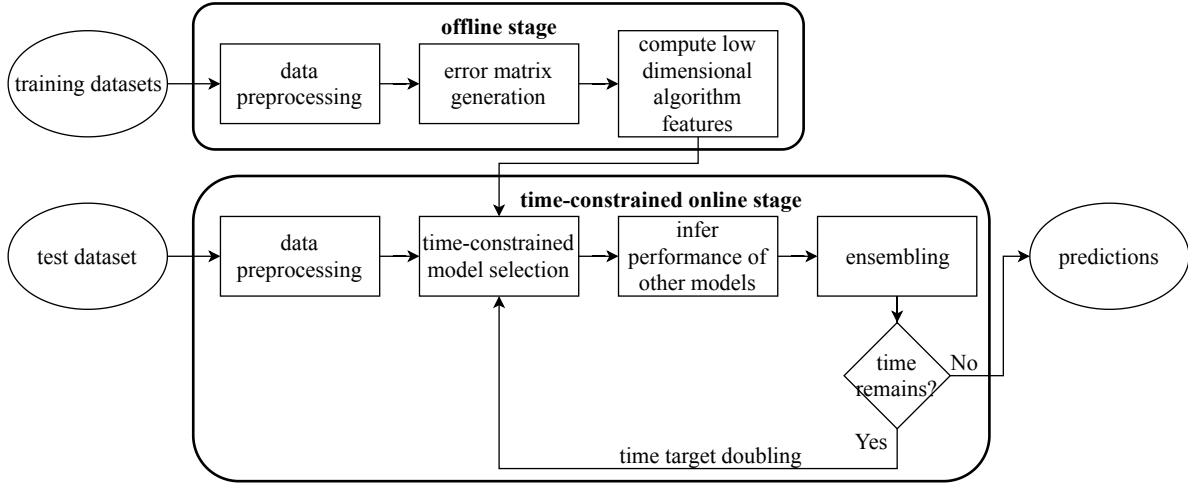 offline stage
training datasets
data
preprocessing
error matrix
generation
compute low
dimensional
algorithm
features
time-constrained online stage
test dataset
data
preprocessing
time-constrained
model selection
infer
performance of
other models
ensembling
predictions
time
remains?
No
Yes
time target doubling